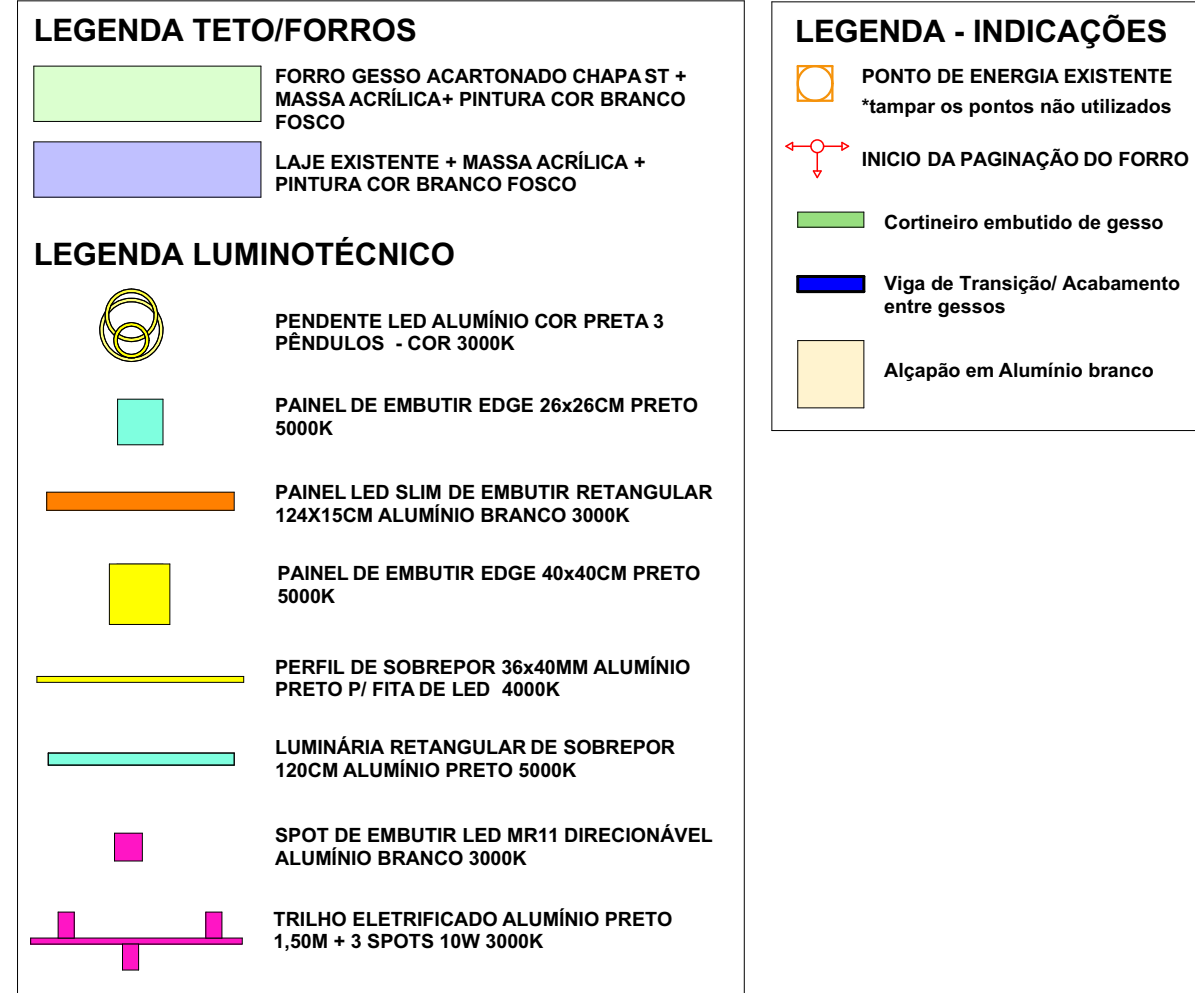 LEGENDA TETO/FORROS
FORRO GESSO ACARTONADO CHAPA ST +
MASSA ACRÍLICA+ PINTURA COR BRANCO
FOSCO
LAJE EXISTENTE + MASSA ACRÍLICA +
PINTURA COR BRANCO FOSCO
LEGENDA LUMINOTÉCNICO
PENDENTE LED ALUMÍNIO COR PRETA 3
PÊNDULOS - COR 3000K
PAINEL DE EMBUTIR EDGE 26x26CM PRETO
5000K
PAINEL LED SLIM DE EMBUTIR RETANGULAR
124X15CM ALUMÍNIO BRANCO 3000K
PAINEL DE EMBUTIR EDGE 40x40CM PRETO
5000K
PERFIL DE SOBREPOR 36x40MM ALUMÍNIO
PRETO P/ FITA DE LED 4000K
LUMINÁRIA RETANGULAR DE SOBREPOR
120CM ALUMÍNIO PRETO 5000K
SPOT DE EMBUTIR LED MR11 DIRECIONÁVEL
ALUMÍNIO BRANCO 3000K
TRILHO ELETRIFICADO ALUMÍNIO PRETO
1,50M + 3 SPOTS 10W 3000K
LEGENDA - INDICAÇÕES
PONTO DE ENERGIA EXISTENTE
*tampar os pontos não utilizados
INICIO DA PAGINAÇÃO DO FORRO
Cortineiro embutido de gesso
Viga de Transição/ Acabamento
entre gessos
Alçapão em Alumínio branco